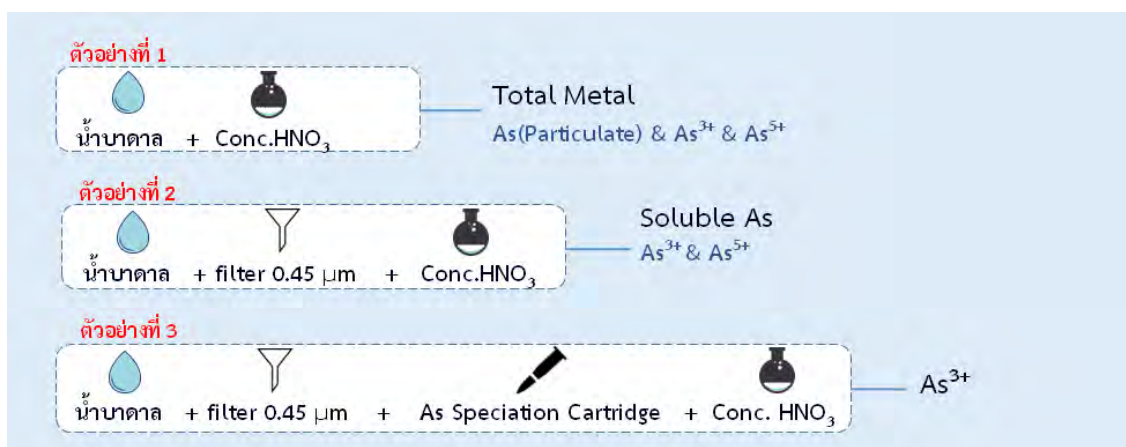 ตัวอย่างที่ 1
น้ำบาดาล + Conc.HNO₃
Total Metal
As(Particulate) & As³⁺ & As⁵⁺
ตัวอย่างที่ 2
น้ำบาดาล + filter 0.45 μm + Conc.HNO₃
Soluble As
As³⁺ & As⁵⁺
ตัวอย่างที่ 3
น้ำบาดาล + filter 0.45 μm + As Speciation Cartridge + Conc. HNO₃
As³⁺